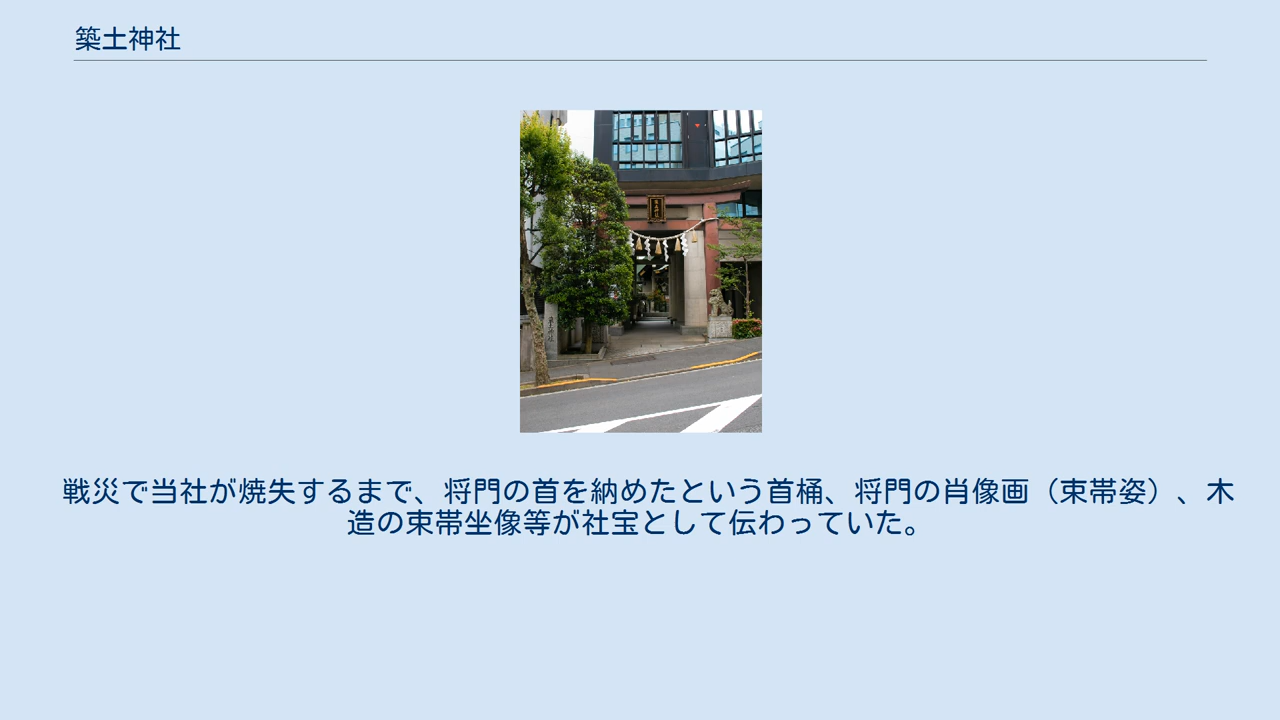 築土神社
戦災で当社が焼失するまで、将門の首を納めたという首桶、将門の肖像画（束帯姿）、木
造の束帯坐像等が社宝として伝わっていた。